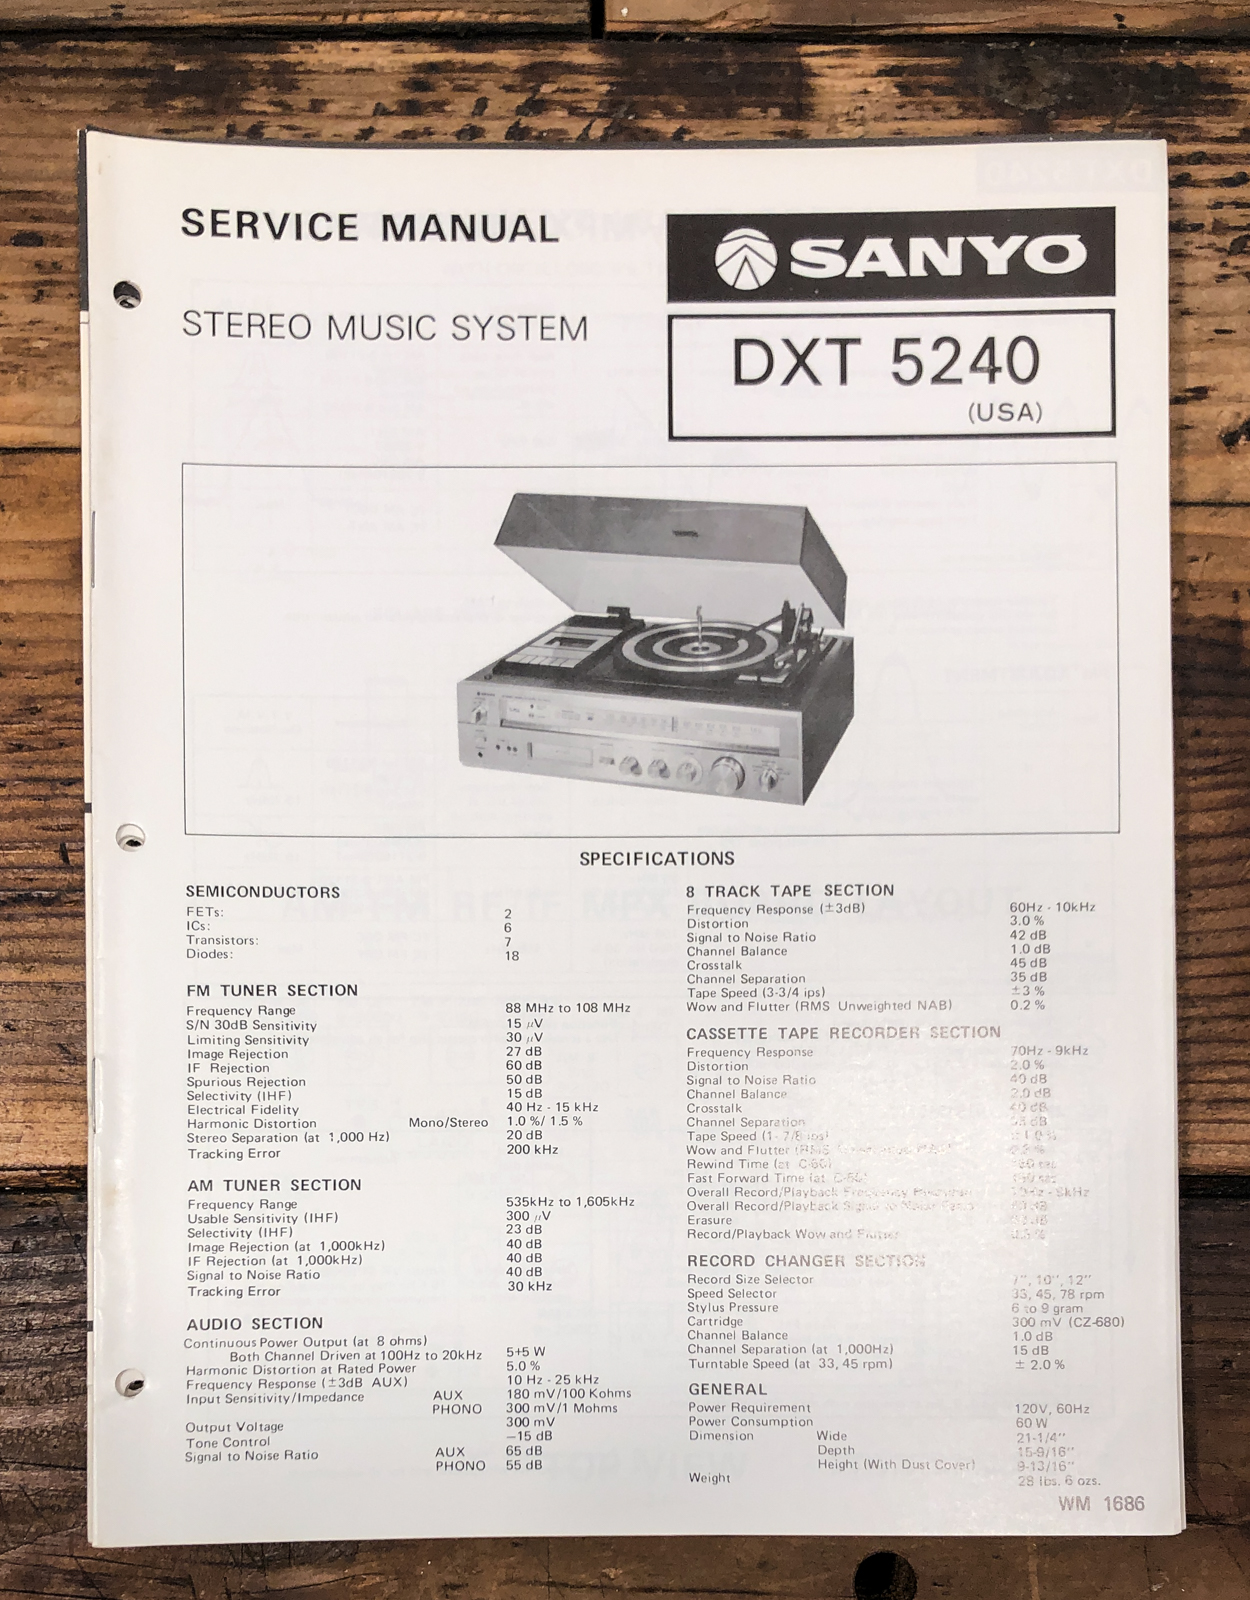 SERVICE MANUAL
SANYO
STEREO MUSIC SYSTEM
DXT 5240
(USA)
SPECIFICATIONS
SEMICONDUCTORS
FETs: 2
ICs: 6
Transistors: 7
Diodes: 18
FM TUNER SECTION
Frequency Range 88 MHz to 108 MHz
S/N 30dB Sensitivity 15 μV
Limiting Sensitivity 30 μV
Image Rejection 27 dB
IF Rejection 60 dB
Spurious Rejection 50 dB
Selectivity (IHF) 15 dB
Electrical Fidelity 40 Hz - 15 kHz
Harmonic Distortion Mono/Stereo 1.0 %/ 1.5 %
Stereo Separation (at 1,000 Hz) 20 dB
Tracking Error 200 kHz
AM TUNER SECTION
Frequency Range 535kHz to 1,605kHz
Usable Sensitivity (IHF) 300 μV
Selectivity (IHF) 23 dB
Image Rejection (at 1,000kHz) 40 dB
IF Rejection (at 1,000kHz) 40 dB
Signal to Noise Ratio 40 dB
Tracking Error 30 kHz
AUDIO SECTION
Continuous Power Output (at 8 ohms)
Both Channel Driven at 100Hz to 20kHz 5+5 W
Harmonic Distortion at Rated Power 5.0 %
Frequency Response (±3dB AUX) 10 Hz - 25 kHz
Input Sensitivity/Impedance AUX 180 mV/100 Kohms
PHONO 300 mV/1 Mohms
Output Voltage 300 mV
Tone Control —15 dB
Signal to Noise Ratio AUX 65 dB
PHONO 55 dB
8 TRACK TAPE SECTION
Frequency Response (±3dB) 60Hz - 10kHz
Distortion 3.0 %
Signal to Noise Ratio 42 dB
Channel Balance 1.0 dB
Crosstalk 45 dB
Channel Separation 35 dB
Tape Speed (3-3/4 ips) ±3 %
Wow and Flutter (RMS Unweighted NAB) 0.2 %
CASSETTE TAPE RECORDER SECTION
Frequency Response 70Hz - 9kHz
Distortion 2.0 %
Signal to Noise Ratio 40 dB
Channel Balance 2.0 dB
Crosstalk 40 dB
Channel Separation dB
Tape Speed (1- 7/8 ips)
Wow and Flutter (RMS
Rewind Time (at C-60)
Fast Forward Time (at C-60)
Overall Record/Playback Frequency Response
Overall Record/Playback Signal to Noise Ratio
Erasure
Record/Playback Wow and Flutter
RECORD CHANGER SECTION
Record Size Selector 7", 10", 12"
Speed Selector 33, 45, 78 rpm
Stylus Pressure 6 to 9 gram
Cartridge 300 mV (CZ-680)
Channel Balance 1.0 dB
Channel Separation (at 1,000Hz) 15 dB
Turntable Speed (at 33, 45 rpm) ± 2.0 %
GENERAL
Power Requirement 120V, 60Hz
Power Consumption 60 W
Dimension Wide 21-1/4"
Depth 15-9/16"
Height (With Dust Cover) 9-13/16"
Weight 28 lbs. 6 ozs.
WM 1686